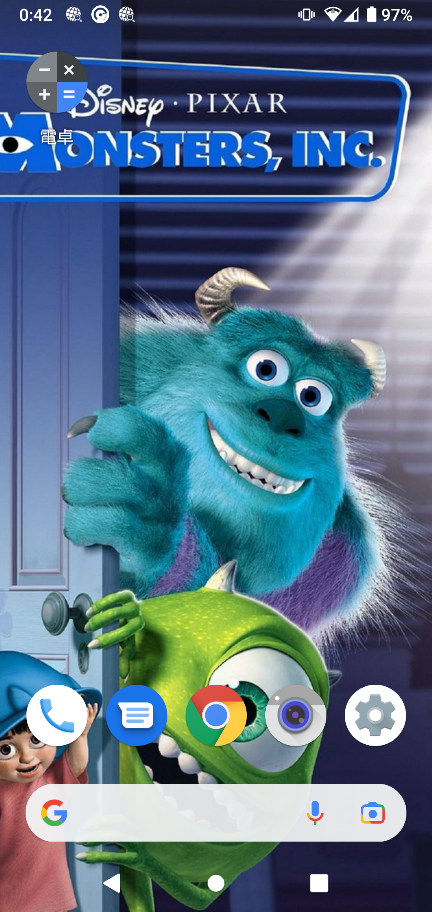 0:42
97%
Disney · PIXAR
MONSTERS, INC.
電卓